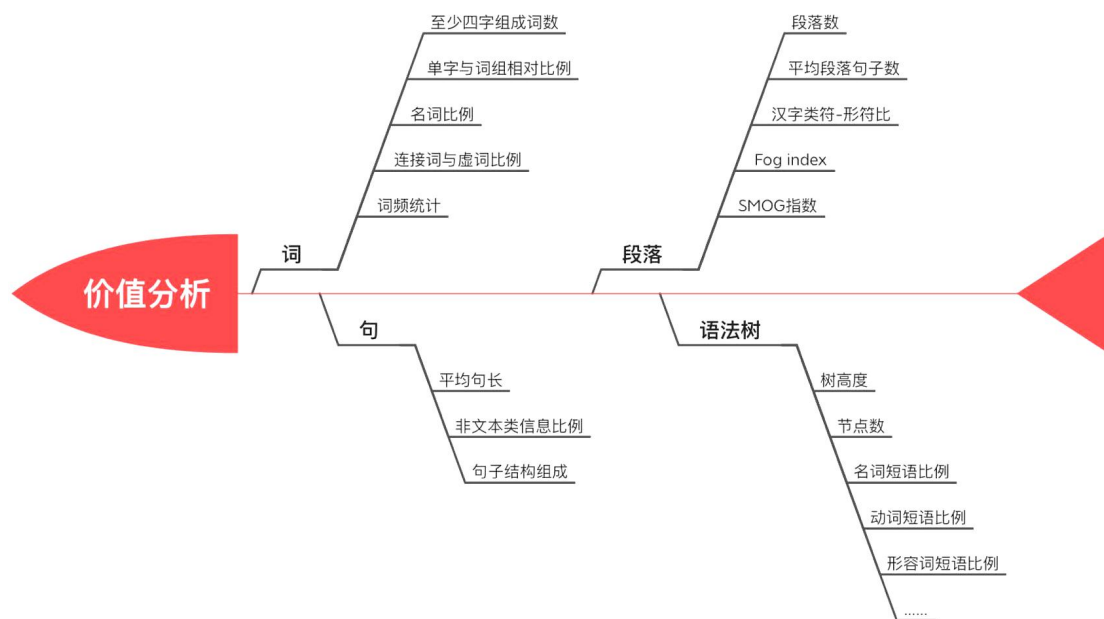 价值分析
词
至少四字组成词数
单字与词组相对比例
名词比例
连接词与虚词比例
词频统计
句
平均句长
非文本类信息比例
句子结构组成
段落
段落数
平均段落句子数
汉字类符-形符比
Fog index
SMOG指数
语法树
树高度
节点数
名词短语比例
动词短语比例
形容词短语比例
......